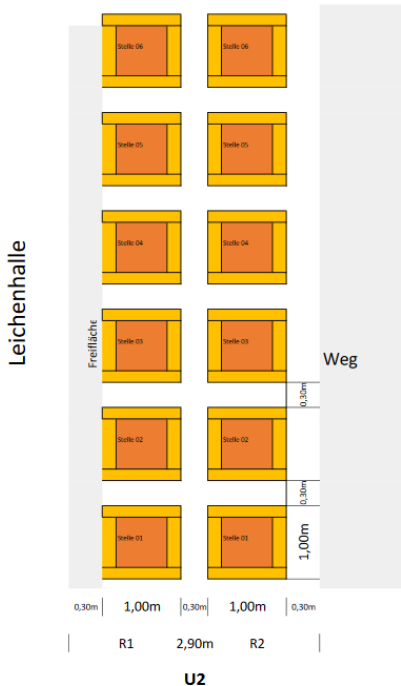 Stelle 06 Stelle 06
Stelle 05 Stelle 05
Leichenhalle
Stelle 04 Stelle 04
Freifläche
Stelle 03 Stelle 03
Weg
0,30m
Stelle 02 Stelle 02
0,30m
Stelle 01 Stelle 01
1,00m
0,30m 1,00m 0,30m 1,00m 0,30m
R1 2,90m R2
U2